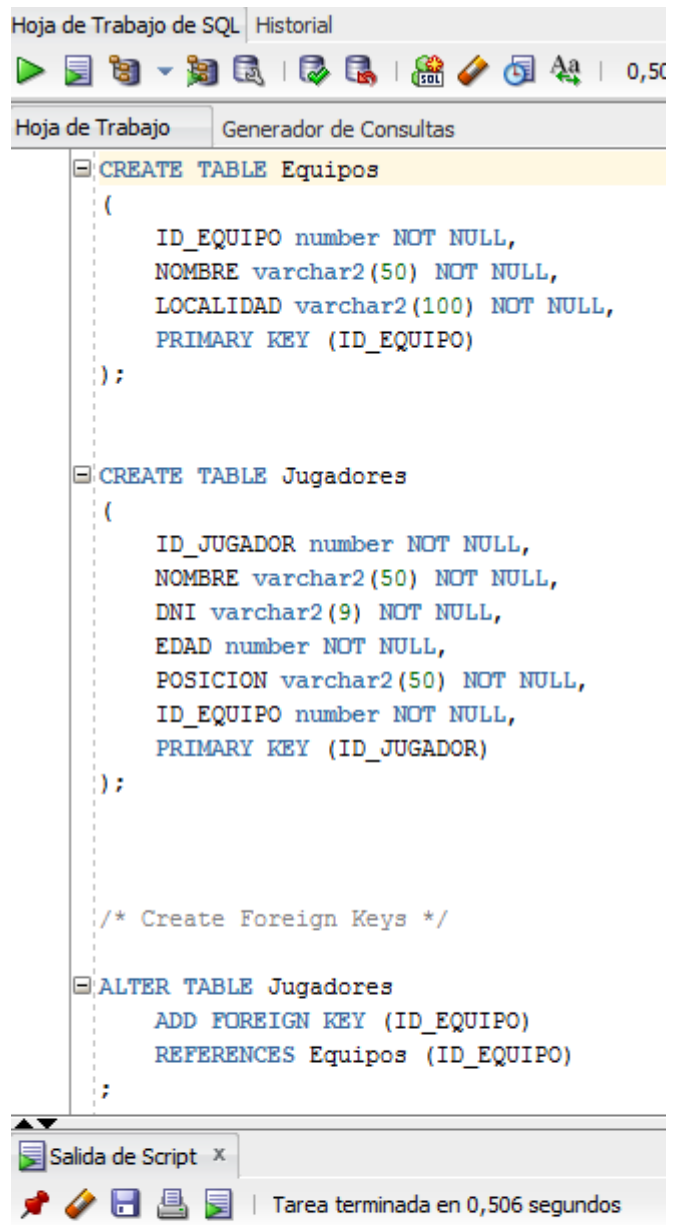 Hoja de Trabajo de SQL Historial
SQL 0,50
Hoja de Trabajo Generador de Consultas
CREATE TABLE Equipos
(
ID_EQUIPO number NOT NULL,
NOMBRE varchar2(50) NOT NULL,
LOCALIDAD varchar2(100) NOT NULL,
PRIMARY KEY (ID_EQUIPO)
);
CREATE TABLE Jugadores
(
ID_JUGADOR number NOT NULL,
NOMBRE varchar2(50) NOT NULL,
DNI varchar2(9) NOT NULL,
EDAD number NOT NULL,
POSICION varchar2(50) NOT NULL,
ID_EQUIPO number NOT NULL,
PRIMARY KEY (ID_JUGADOR)
);
/* Create Foreign Keys */
ALTER TABLE Jugadores
ADD FOREIGN KEY (ID_EQUIPO)
REFERENCES Equipos (ID_EQUIPO)
;
Salida de Script x
Tarea terminada en 0,506 segundos